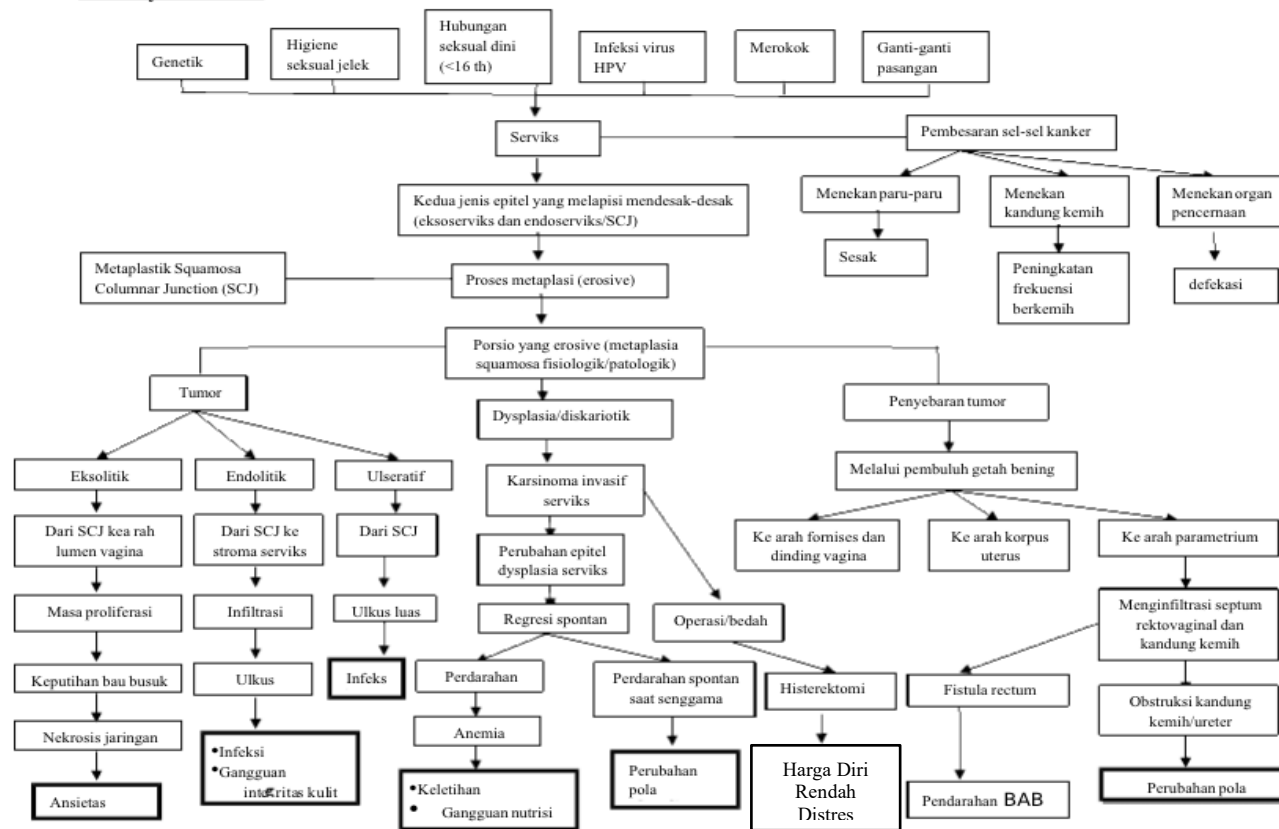 Genetik
Higiene
seksual jelek
Hubungan
seksual dini
(<16 th)
Infeksi virus
HPV
Merokok
Ganti-ganti
pasangan
Serviks
Pembesaran sel-sel kanker
Kedua jenis epitel yang melapisi mendesak-desak
(eksoserviks dan endoserviks/SCJ)
Menekan paru-paru
Menekan
kandung kemih
Menekan organ
pencernaan
Sesak
Peningkatan
frekuensi
berkemih
defekasi
Metaplastik Squamosa
Columnar Junction (SCJ)
Proses metaplasi (erosive)
Porsio yang erosive (metaplasia
squamosa fisiologik/patologik)
Tumor
Dysplasia/diskariotik
Penyebaran tumor
Eksolitik
Endolitik
Ulseratif
Karsinoma invasif
serviks
Melalui pembuluh getah bening
Dari SCJ kea rah
lumen vagina
Dari SCJ ke
stroma serviks
Dari SCJ
Perubahan epitel
dysplasia serviks
Ke arah fornises dan
dinding vagina
Ke arah korpus
uterus
Ke arah parametrium
Masa proliferasi
Infiltrasi
Ulkus luas
Regresi spontan
Operasi/bedah
Menginfiltrasi septum
rektovaginal dan
kandung kemih
Keputihan bau busuk
Ulkus
Infeks
Perdarahan
Perdarahan spontan
saat senggama
Histerektomi
Fistula rectum
Obstruksi kandung
kemih/ureter
Nekrosis jaringan
•Infeksi
•Gangguan
integritas kulit
Anemia
Ansietas
•Keletihan
• Gangguan nutrisi
Perubahan
pola
Harga Diri
Rendah
Distres
Pendarahan BAB
Perubahan pola